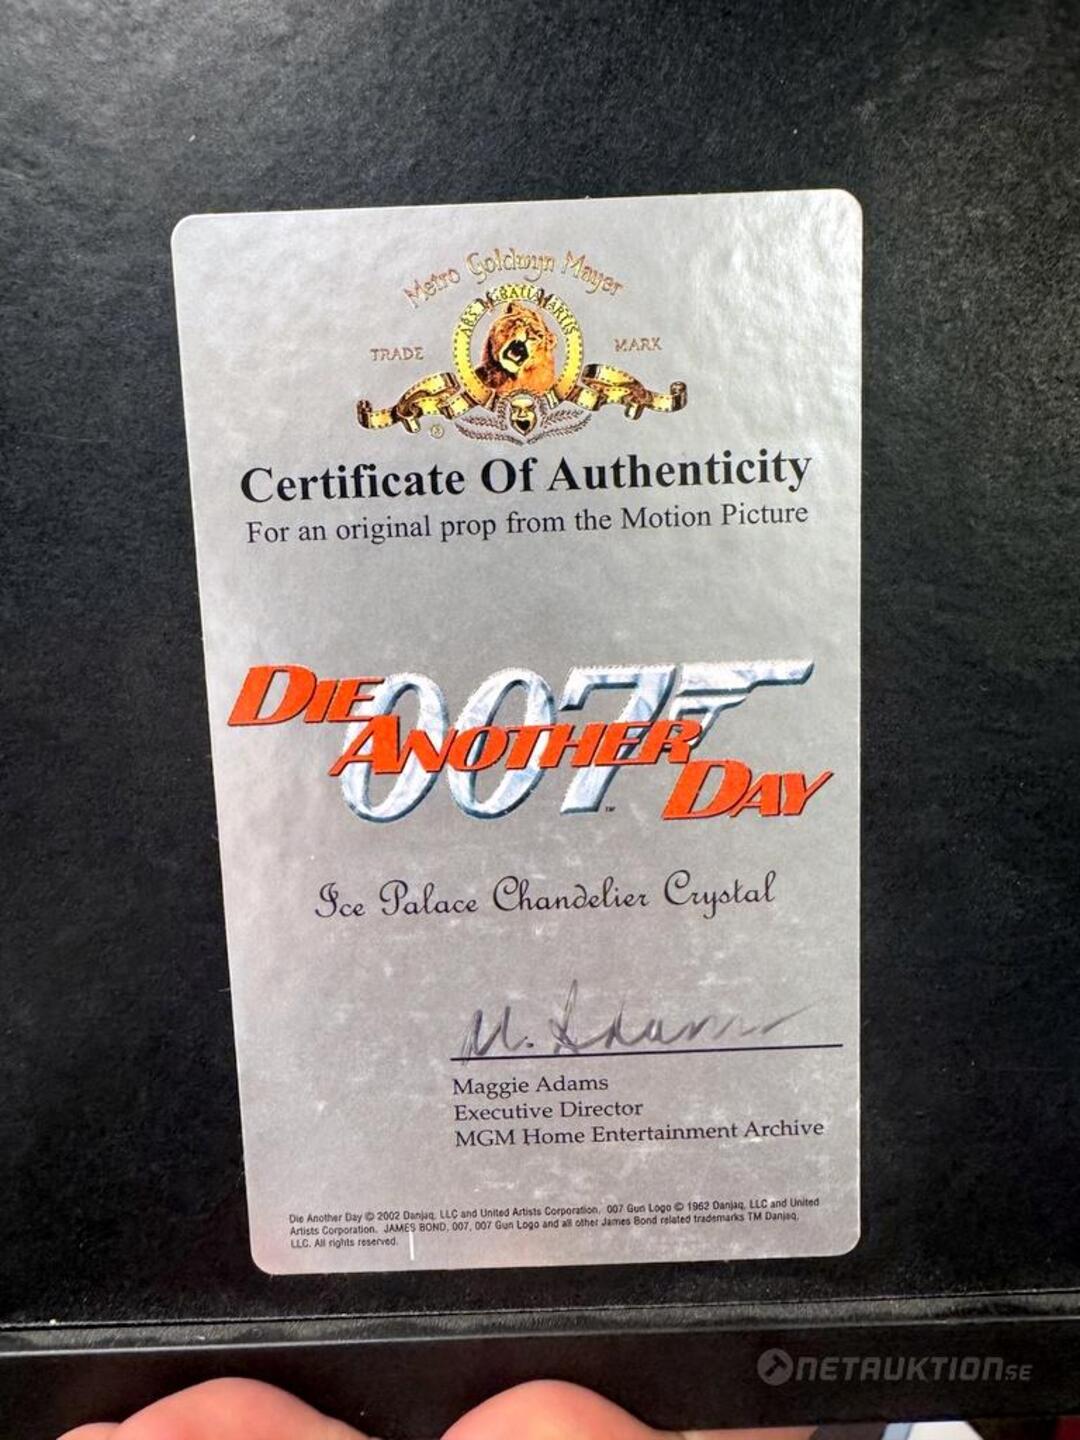 Metro Goldwyn Mayer
ARS GRATIA ARTIS
TRADE MARK
®
Certificate Of Authenticity
For an original prop from the Motion Picture
DIE 007
ANOTHER
DAY
TM
Ice Palace Chandelier Crystal
M. Adams
Maggie Adams
Executive Director
MGM Home Entertainment Archive
Die Another Day © 2002 Danjaq, LLC and United Artists Corporation. 007 Gun Logo © 1962 Danjaq, LLC and United
Artists Corporation. JAMES BOND, 007, 007 Gun Logo and all other James Bond related trademarks TM Danjaq,
LLC. All rights reserved.
NETAUKTION.SE